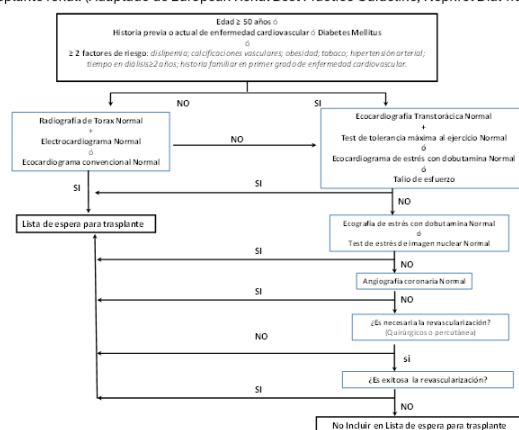 Edad ≥ 50 años ó
Historia previa o actual de enfermedad cardiovascular ó Diabetes Mellitus
ó
≥ 2 factores de riesgo: dislipemia; calcificaciones vasculares; obesidad; tabaco; hipertensión arterial;
tiempo en diálisis≥2 años; historia familiar en primer grado de enfermedad cardiovascular.
NO
SI
Radiografía de Torax Normal
+
Electrocardiograma Normal
ó
Ecocardiograma convencional Normal
NO
Ecocardiografía Transtorácica Normal
+
Test de tolerancia máxima al ejercicio Normal
ó
Ecocardiograma de estrés con dobutamina Normal
ó
Talio de esfuerzo
SI
SI
NO
Lista de espera para trasplante
Ecografía de estrés con dobutamina Normal
ó
Test de estrés de imagen nuclear Normal
SI
NO
Angiografía coronaria Normal
SI
NO
¿Es necesaria la revascularización?
(Quirúrgicos o percutánea)
NO
si
¿Es exitosa la revascularización?
SI
NO
No Incluir en Lista de espera para trasplante